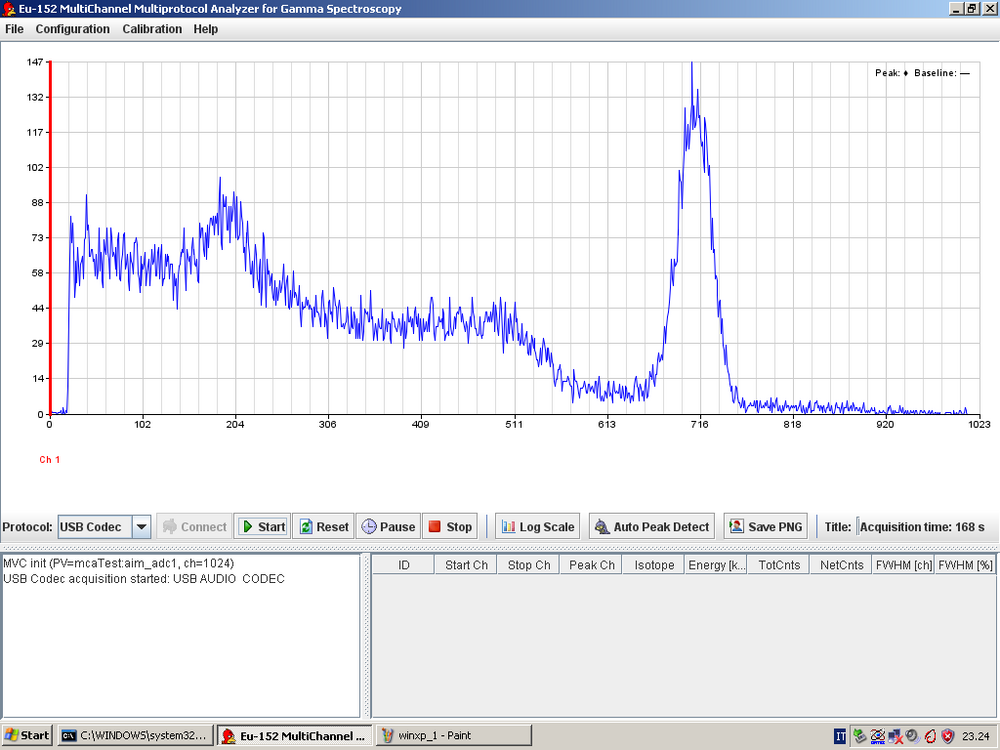 Eu-152 MultiChannel Multiprotocol Analyzer for Gamma Spectroscopy
File Configuration Calibration Help
Peak: ♦ Baseline: —
147
132
117
102
88
73
58
44
29
14
0
0 102 204 306 409 511 613 716 818 920 1023
Ch 1
Protocol: USB Codec Connect Start Reset Pause Stop Log Scale Auto Peak Detect Save PNG Title: Acquisition time: 168 s
MVC init (PV=mcaTest:aim_adc1, ch=1024)
USB Codec acquisition started: USB AUDIO  CODEC
ID Start Ch Stop Ch Peak Ch Isotope Energy [k... TotCnts NetCnts FWHM [ch] FWHM [%]
Start C:\WINDOWS\system32... Eu-152 MultiChannel ... winxp_1 - Paint IT 23.24